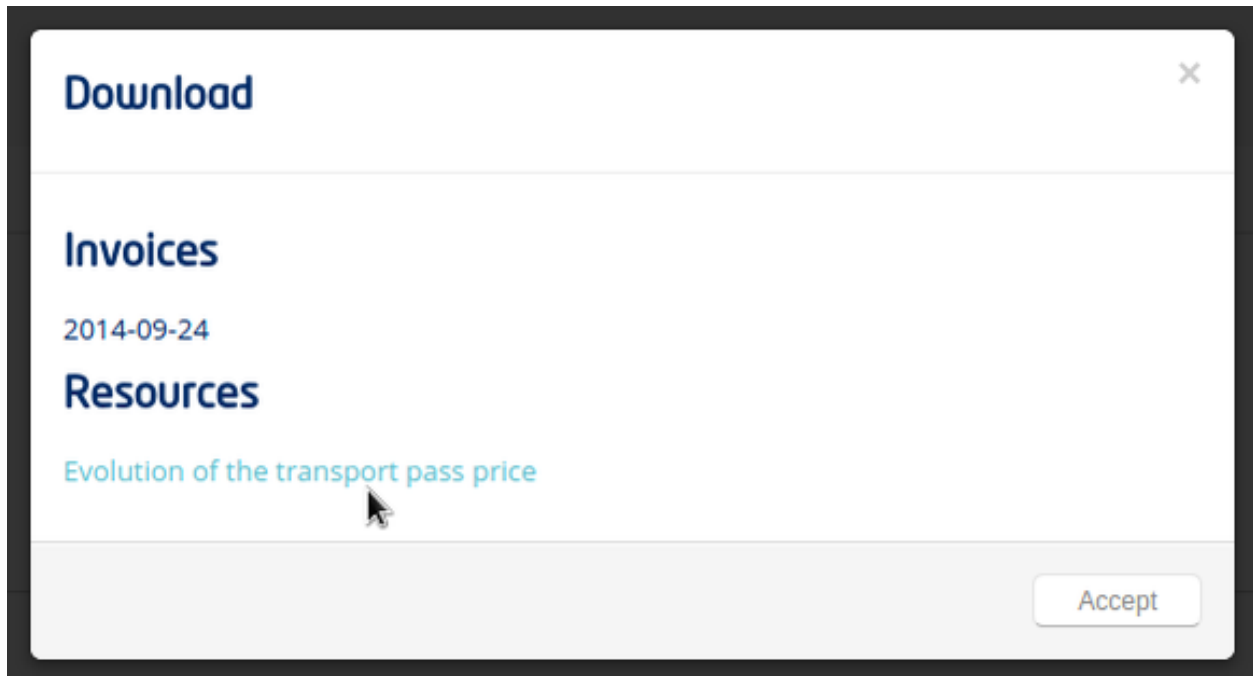 Download
×
Invoices
2014-09-24
Resources
Evolution of the transport pass price
Accept